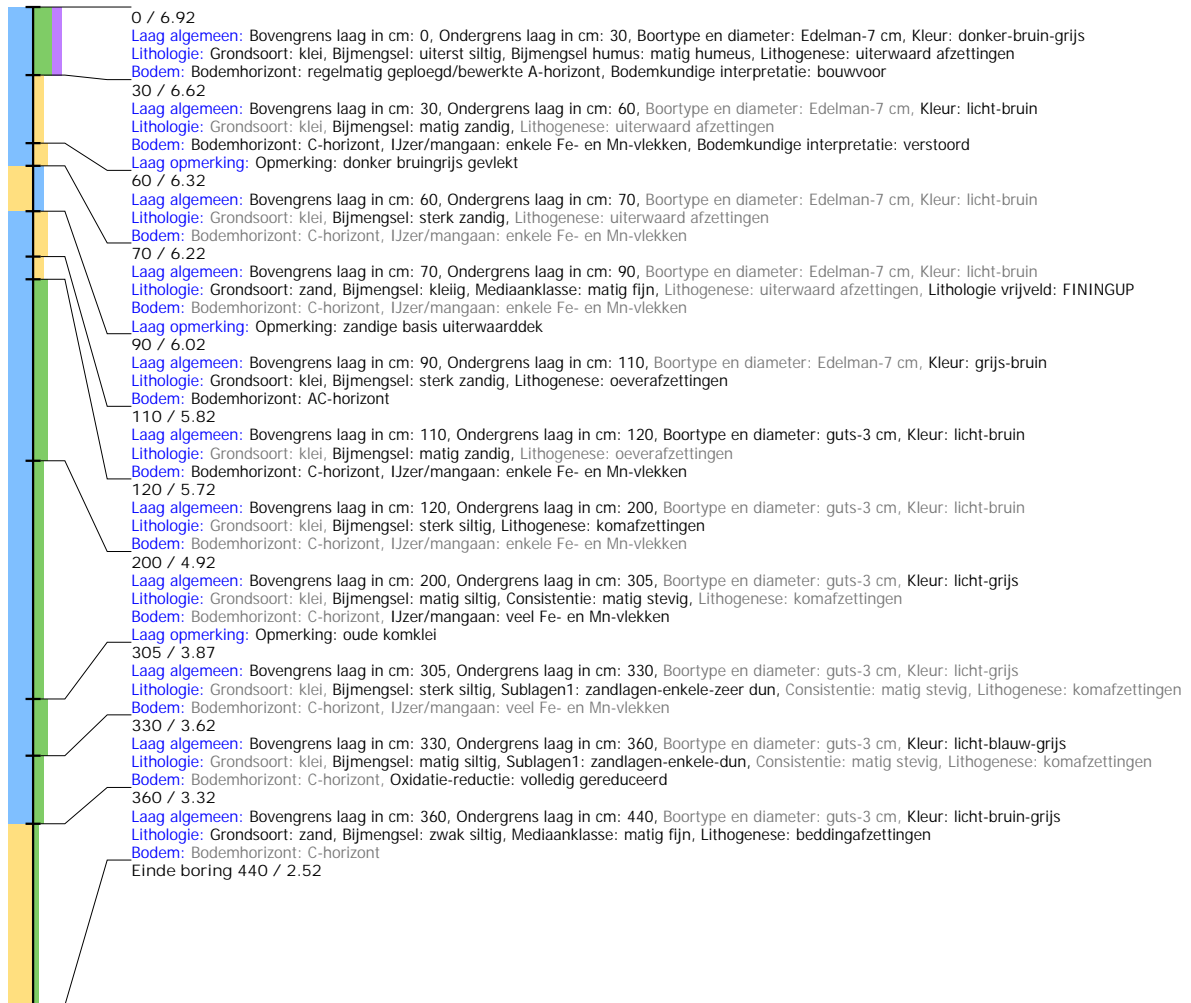 0 / 6.92
Laag algemeen: Bovengrens laag in cm: 0, Ondergrens laag in cm: 30, Boortype en diameter: Edelman-7 cm, Kleur: donker-bruin-grijs
Lithologie: Grondsoort: klei, Bijmengsel: uiterst siltig, Bijmengsel humus: matig humeus, Lithogenese: uiterwaard afzettingen
Bodem: Bodemhorizont: regelmatig geploegd/bewerkte A-horizont, Bodemkundige interpretatie: bouwvoor
30 / 6.62
Laag algemeen: Bovengrens laag in cm: 30, Ondergrens laag in cm: 60, Boortype en diameter: Edelman-7 cm, Kleur: licht-bruin
Lithologie: Grondsoort: klei, Bijmengsel: matig zandig, Lithogenese: uiterwaard afzettingen
Bodem: Bodemhorizont: C-horizont, IJzer/mangaan: enkele Fe- en Mn-vlekken, Bodemkundige interpretatie: verstoord
Laag opmerking: Opmerking: donker bruingrijs gevlekt
60 / 6.32
Laag algemeen: Bovengrens laag in cm: 60, Ondergrens laag in cm: 70, Boortype en diameter: Edelman-7 cm, Kleur: licht-bruin
Lithologie: Grondsoort: klei, Bijmengsel: sterk zandig, Lithogenese: uiterwaard afzettingen
Bodem: Bodemhorizont: C-horizont, IJzer/mangaan: enkele Fe- en Mn-vlekken
70 / 6.22
Laag algemeen: Bovengrens laag in cm: 70, Ondergrens laag in cm: 90, Boortype en diameter: Edelman-7 cm, Kleur: licht-bruin
Lithologie: Grondsoort: zand, Bijmengsel: kleiig, Mediaanklasse: matig fijn, Lithogenese: uiterwaard afzettingen, Lithologie vrijveld: FININGUP
Bodem: Bodemhorizont: C-horizont, IJzer/mangaan: enkele Fe- en Mn-vlekken
Laag opmerking: Opmerking: zandige basis uiterwaarddek
90 / 6.02
Laag algemeen: Bovengrens laag in cm: 90, Ondergrens laag in cm: 110, Boortype en diameter: Edelman-7 cm, Kleur: grijs-bruin
Lithologie: Grondsoort: klei, Bijmengsel: sterk zandig, Lithogenese: oeverafzettingen
Bodem: Bodemhorizont: AC-horizont
110 / 5.82
Laag algemeen: Bovengrens laag in cm: 110, Ondergrens laag in cm: 120, Boortype en diameter: guts-3 cm, Kleur: licht-bruin
Lithologie: Grondsoort: klei, Bijmengsel: matig zandig, Lithogenese: oeverafzettingen
Bodem: Bodemhorizont: C-horizont, IJzer/mangaan: enkele Fe- en Mn-vlekken
120 / 5.72
Laag algemeen: Bovengrens laag in cm: 120, Ondergrens laag in cm: 200, Boortype en diameter: guts-3 cm, Kleur: licht-bruin
Lithologie: Grondsoort: klei, Bijmengsel: sterk siltig, Lithogenese: komafzettingen
Bodem: Bodemhorizont: C-horizont, IJzer/mangaan: enkele Fe- en Mn-vlekken
200 / 4.92
Laag algemeen: Bovengrens laag in cm: 200, Ondergrens laag in cm: 305, Boortype en diameter: guts-3 cm, Kleur: licht-grijs
Lithologie: Grondsoort: klei, Bijmengsel: matig siltig, Consistentie: matig stevig, Lithogenese: komafzettingen
Bodem: Bodemhorizont: C-horizont, IJzer/mangaan: veel Fe- en Mn-vlekken
Laag opmerking: Opmerking: oude komklei
305 / 3.87
Laag algemeen: Bovengrens laag in cm: 305, Ondergrens laag in cm: 330, Boortype en diameter: guts-3 cm, Kleur: licht-grijs
Lithologie: Grondsoort: klei, Bijmengsel: sterk siltig, Sublagen1: zandlagen-enkele-zeer dun, Consistentie: matig stevig, Lithogenese: komafzettingen
Bodem: Bodemhorizont: C-horizont, IJzer/mangaan: veel Fe- en Mn-vlekken
330 / 3.62
Laag algemeen: Bovengrens laag in cm: 330, Ondergrens laag in cm: 360, Boortype en diameter: guts-3 cm, Kleur: licht-blauw-grijs
Lithologie: Grondsoort: klei, Bijmengsel: matig siltig, Sublagen1: zandlagen-enkele-dun, Consistentie: matig stevig, Lithogenese: komafzettingen
Bodem: Bodemhorizont: C-horizont, Oxidatie-reductie: volledig gereduceerd
360 / 3.32
Laag algemeen: Bovengrens laag in cm: 360, Ondergrens laag in cm: 440, Boortype en diameter: guts-3 cm, Kleur: licht-bruin-grijs
Lithologie: Grondsoort: zand, Bijmengsel: zwak siltig, Mediaanklasse: matig fijn, Lithogenese: beddingafzettingen
Bodem: Bodemhorizont: C-horizont
Einde boring 440 / 2.52